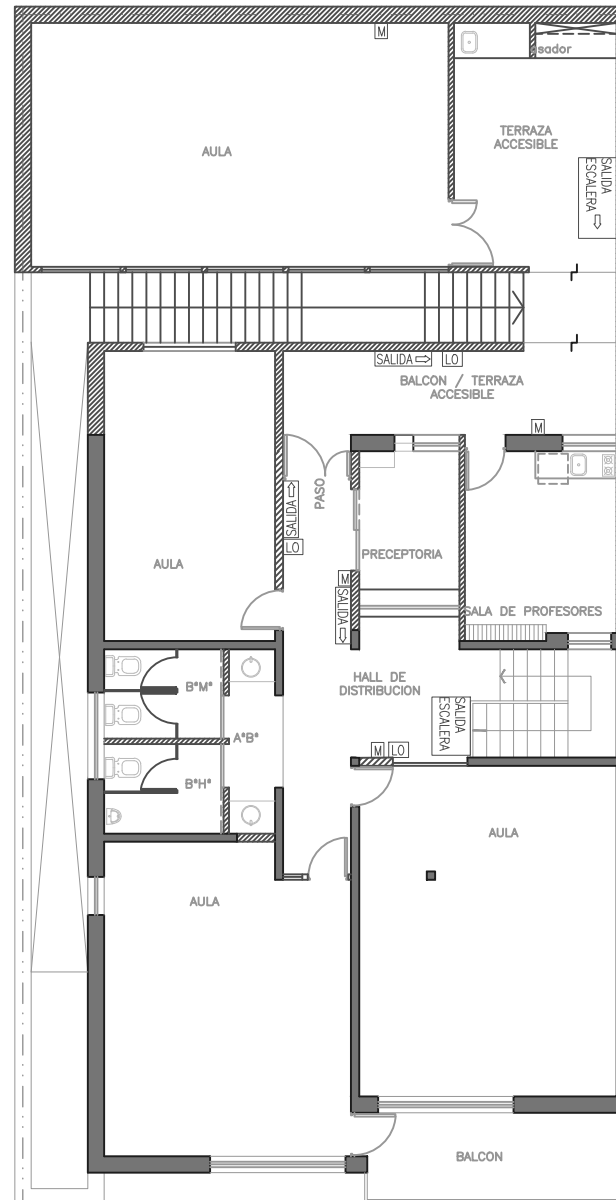 M
asador
AULA
TERRAZA
ACCESIBLE
SALIDA
ESCALERA
SALIDA
LO
BALCON / TERRAZA
ACCESIBLE
M
PASO
SALIDA
LO
PRECEPTORIA
AULA
M
SALIDA
SALA DE PROFESORES
HALL DE
DISTRIBUCION
B°M°
SALIDA
ESCALERA
A°B°
M
LO
B°H°
AULA
AULA
BALCON